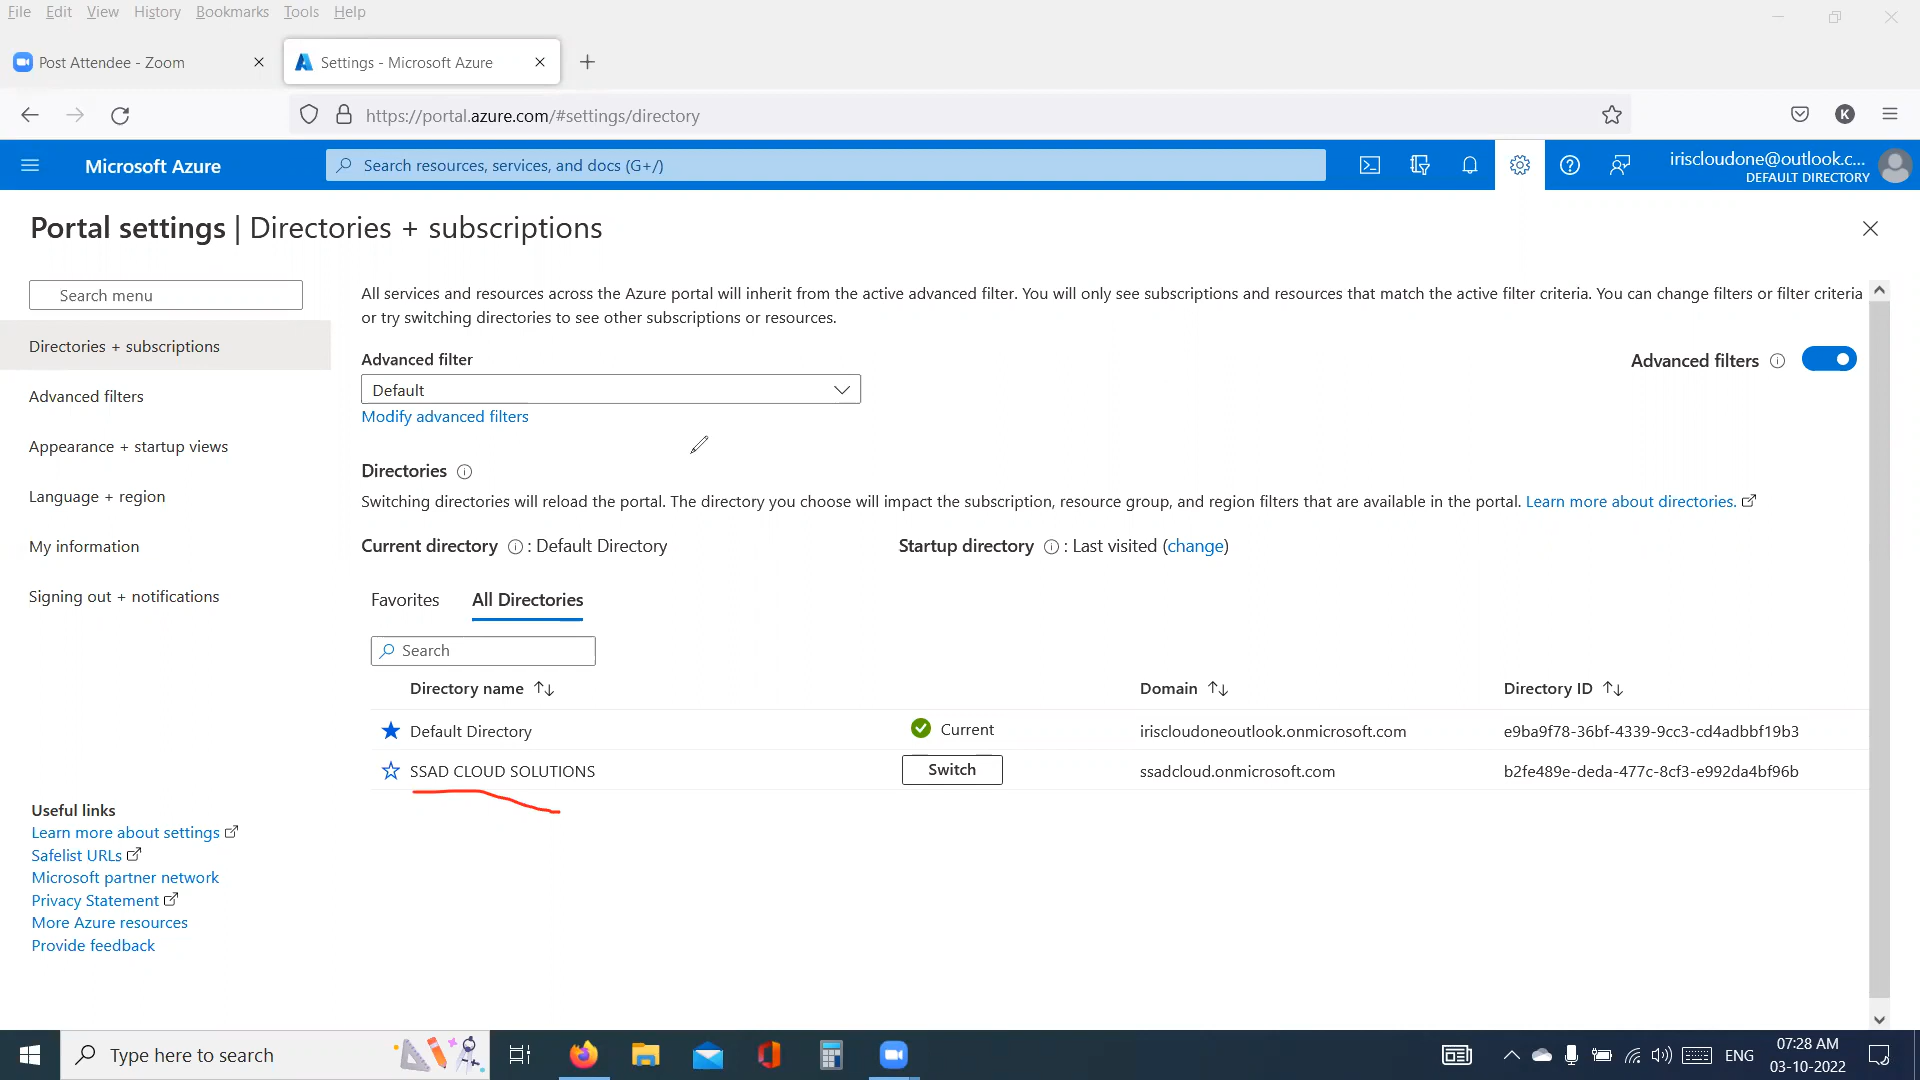 File Edit View History Bookmarks Tools Help
Post Attendee - Zoom
Settings - Microsoft Azure
https://portal.azure.com/#settings/directory
K
Microsoft Azure
Search resources, services, and docs (G+/)
iriscloudone@outlook.c...
DEFAULT DIRECTORY
Portal settings | Directories + subscriptions
Search menu
Directories + subscriptions
Advanced filters
Appearance + startup views
Language + region
My information
Signing out + notifications
Useful links
Learn more about settings
Safelist URLs
Microsoft partner network
Privacy Statement
More Azure resources
Provide feedback
All services and resources across the Azure portal will inherit from the active advanced filter. You will only see subscriptions and resources that match the active filter criteria. You can change filters or filter criteria
or try switching directories to see other subscriptions or resources.
Advanced filter
Advanced filters
Default
Modify advanced filters
Directories
Switching directories will reload the portal. The directory you choose will impact the subscription, resource group, and region filters that are available in the portal. Learn more about directories.
Current directory : Default Directory
Startup directory : Last visited (change)
Favorites All Directories
Search
Directory name Domain Directory ID
Default Directory Current iriscloudoneoutlook.onmicrosoft.com e9ba9f78-36bf-4339-9cc3-cd4adbbf19b3
SSAD CLOUD SOLUTIONS Switch ssadcloud.onmicrosoft.com b2fe489e-deda-477c-8cf3-e992da4bf96b
Type here to search
ENG
07:28 AM
03-10-2022